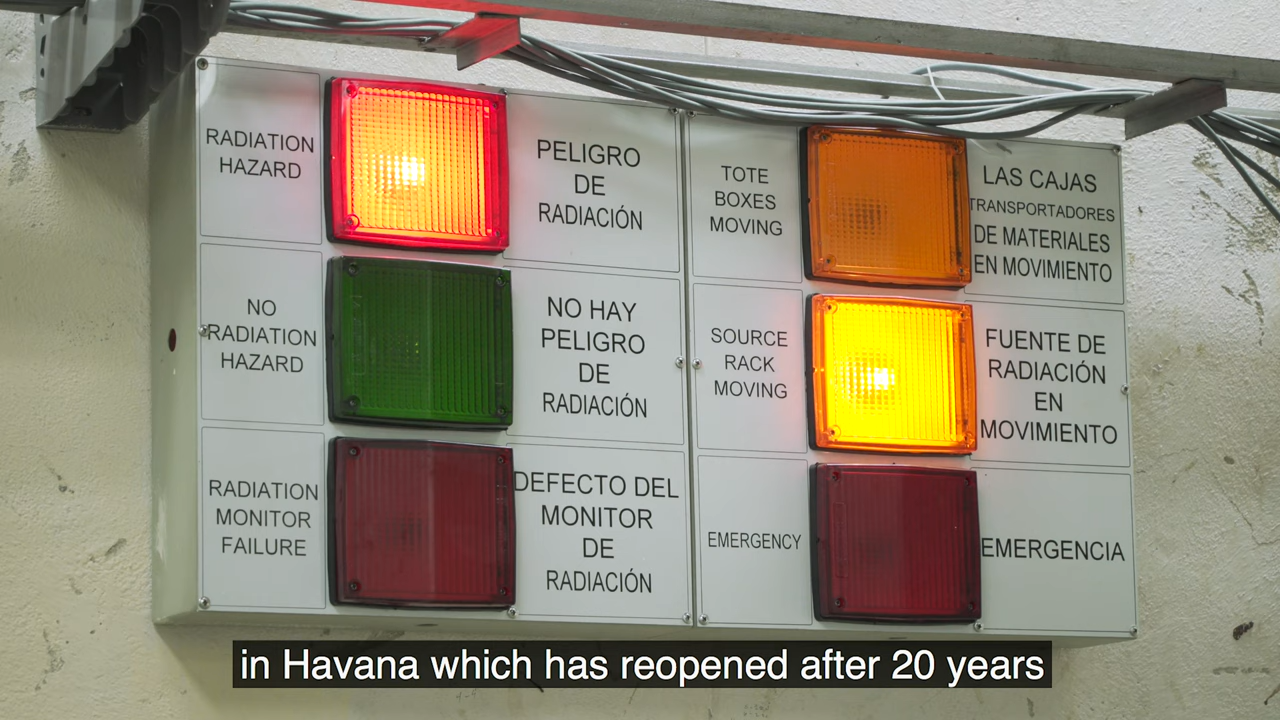 RADIATION
HAZARD
PELIGRO
DE
RADIACIÓN
NO
RADIATION
HAZARD
NO HAY
PELIGRO
DE
RADIACIÓN
RADIATION
MONITOR
FAILURE
DEFECTO DEL
MONITOR
DE
RADIACIÓN
TOTE
BOXES
MOVING
LAS CAJAS
TRANSPORTADORES
DE MATERIALES
EN MOVIMIENTO
SOURCE
RACK
MOVING
FUENTE DE
RADIACIÓN
EN
MOVIMIENTO
EMERGENCY
EMERGENCIA
in Havana which has reopened after 20 years